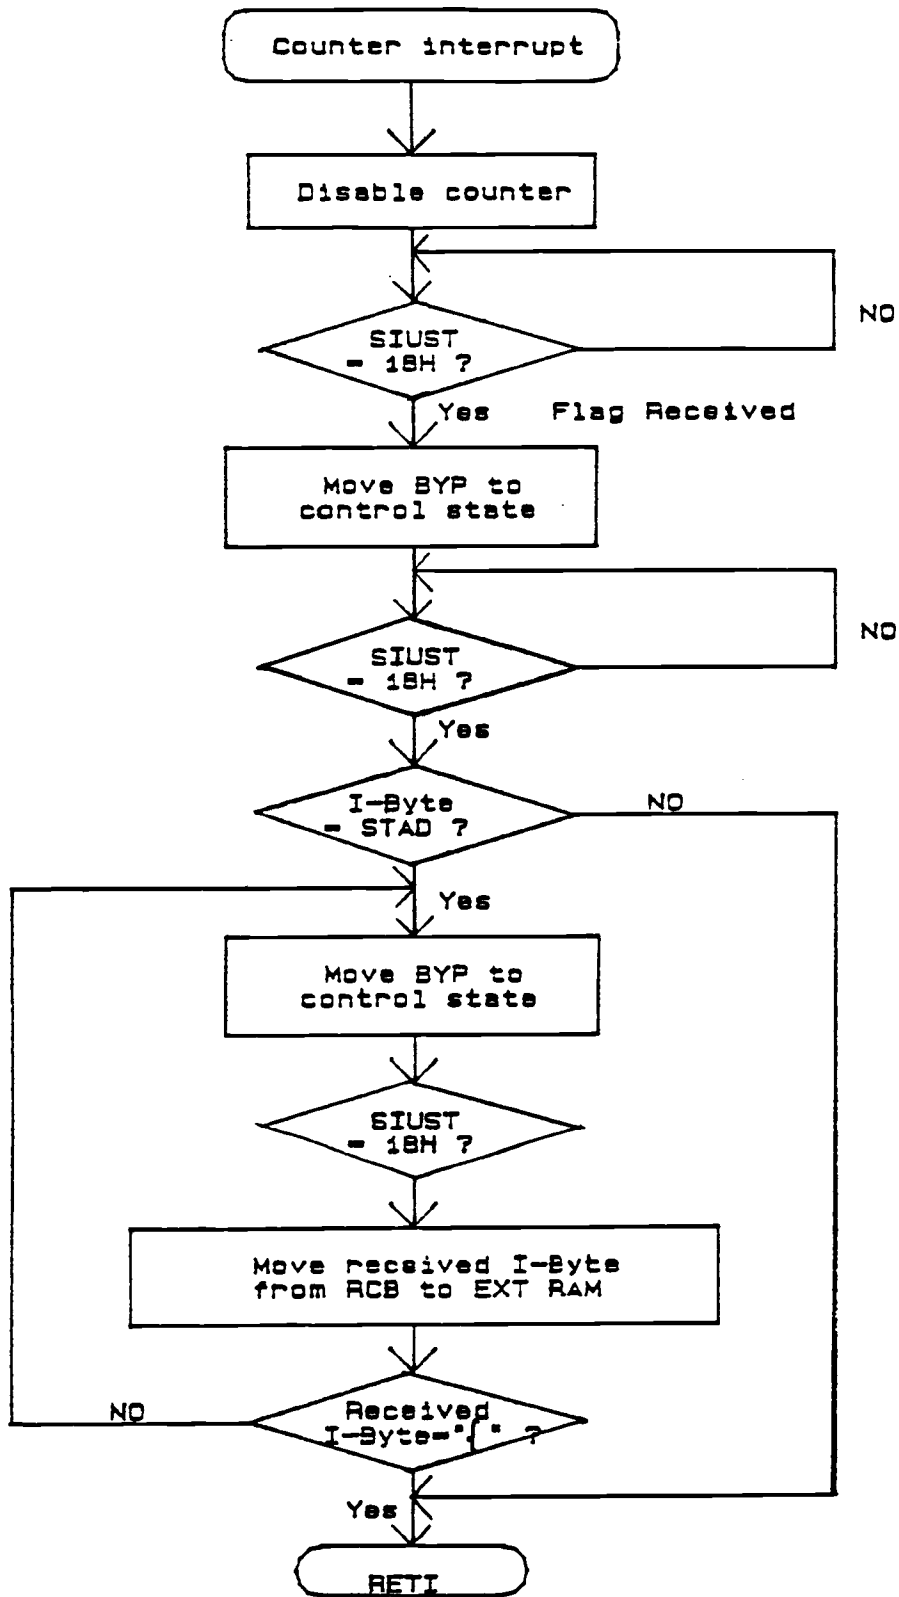 Counter interrupt
Disable counter
NO
SIUST
= 18H ?
Yes Flag Received
Move BYP to
control state
NO
SIUST
= 18H ?
Yes
I-Byte
= STAD ?
NO
Yes
Move BYP to
control state
SIUST
= 18H ?
Move received I-Byte
from RCB to EXT RAM
NO
Received
I-Byte="{" ?
Yes
RETI